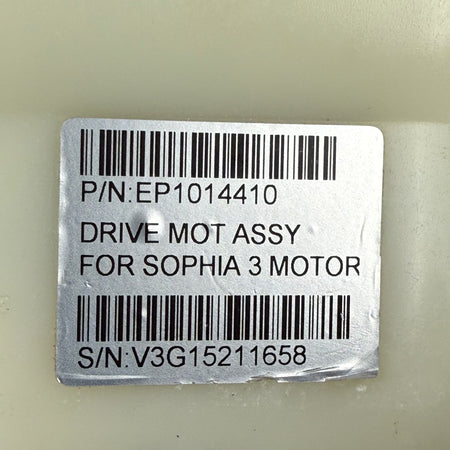 P/N:EP1014410
DRIVE MOT ASSY
FOR SOPHIA 3 MOTOR
S/N:V3G15211658